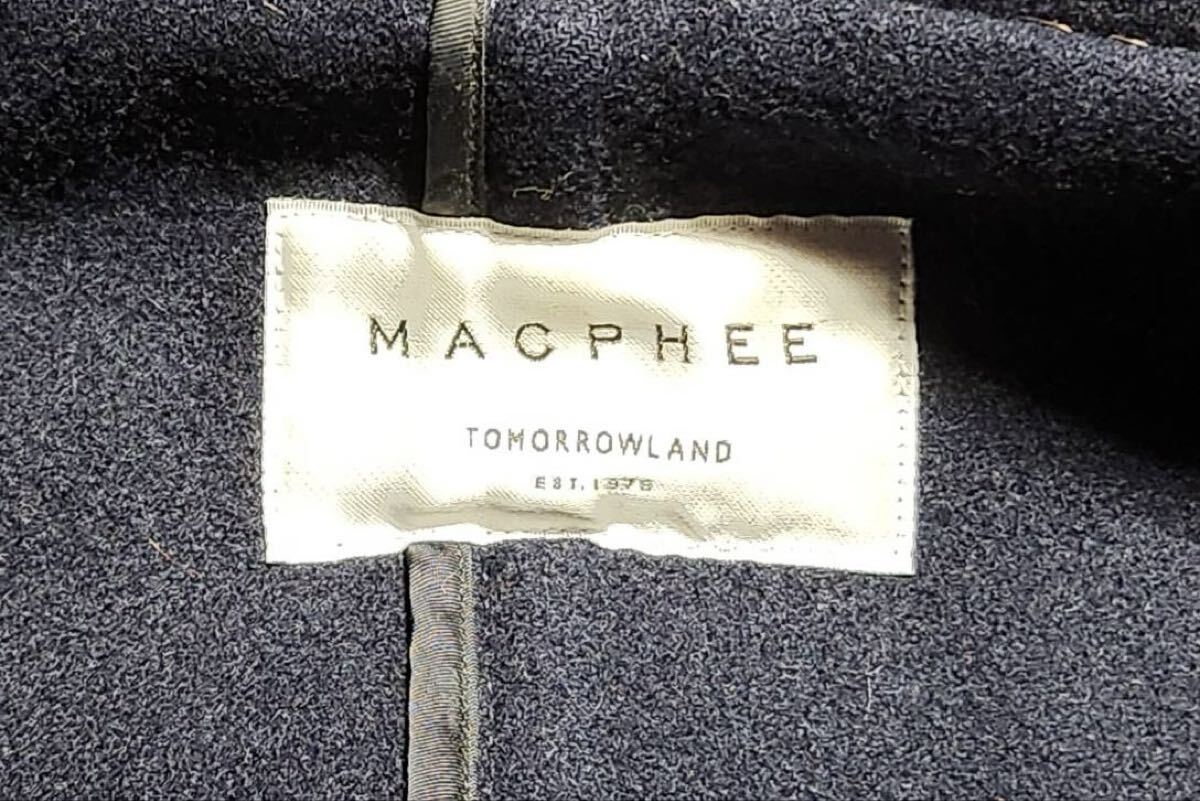 MACPHEE
TOMORROWLAND
EST. 1978